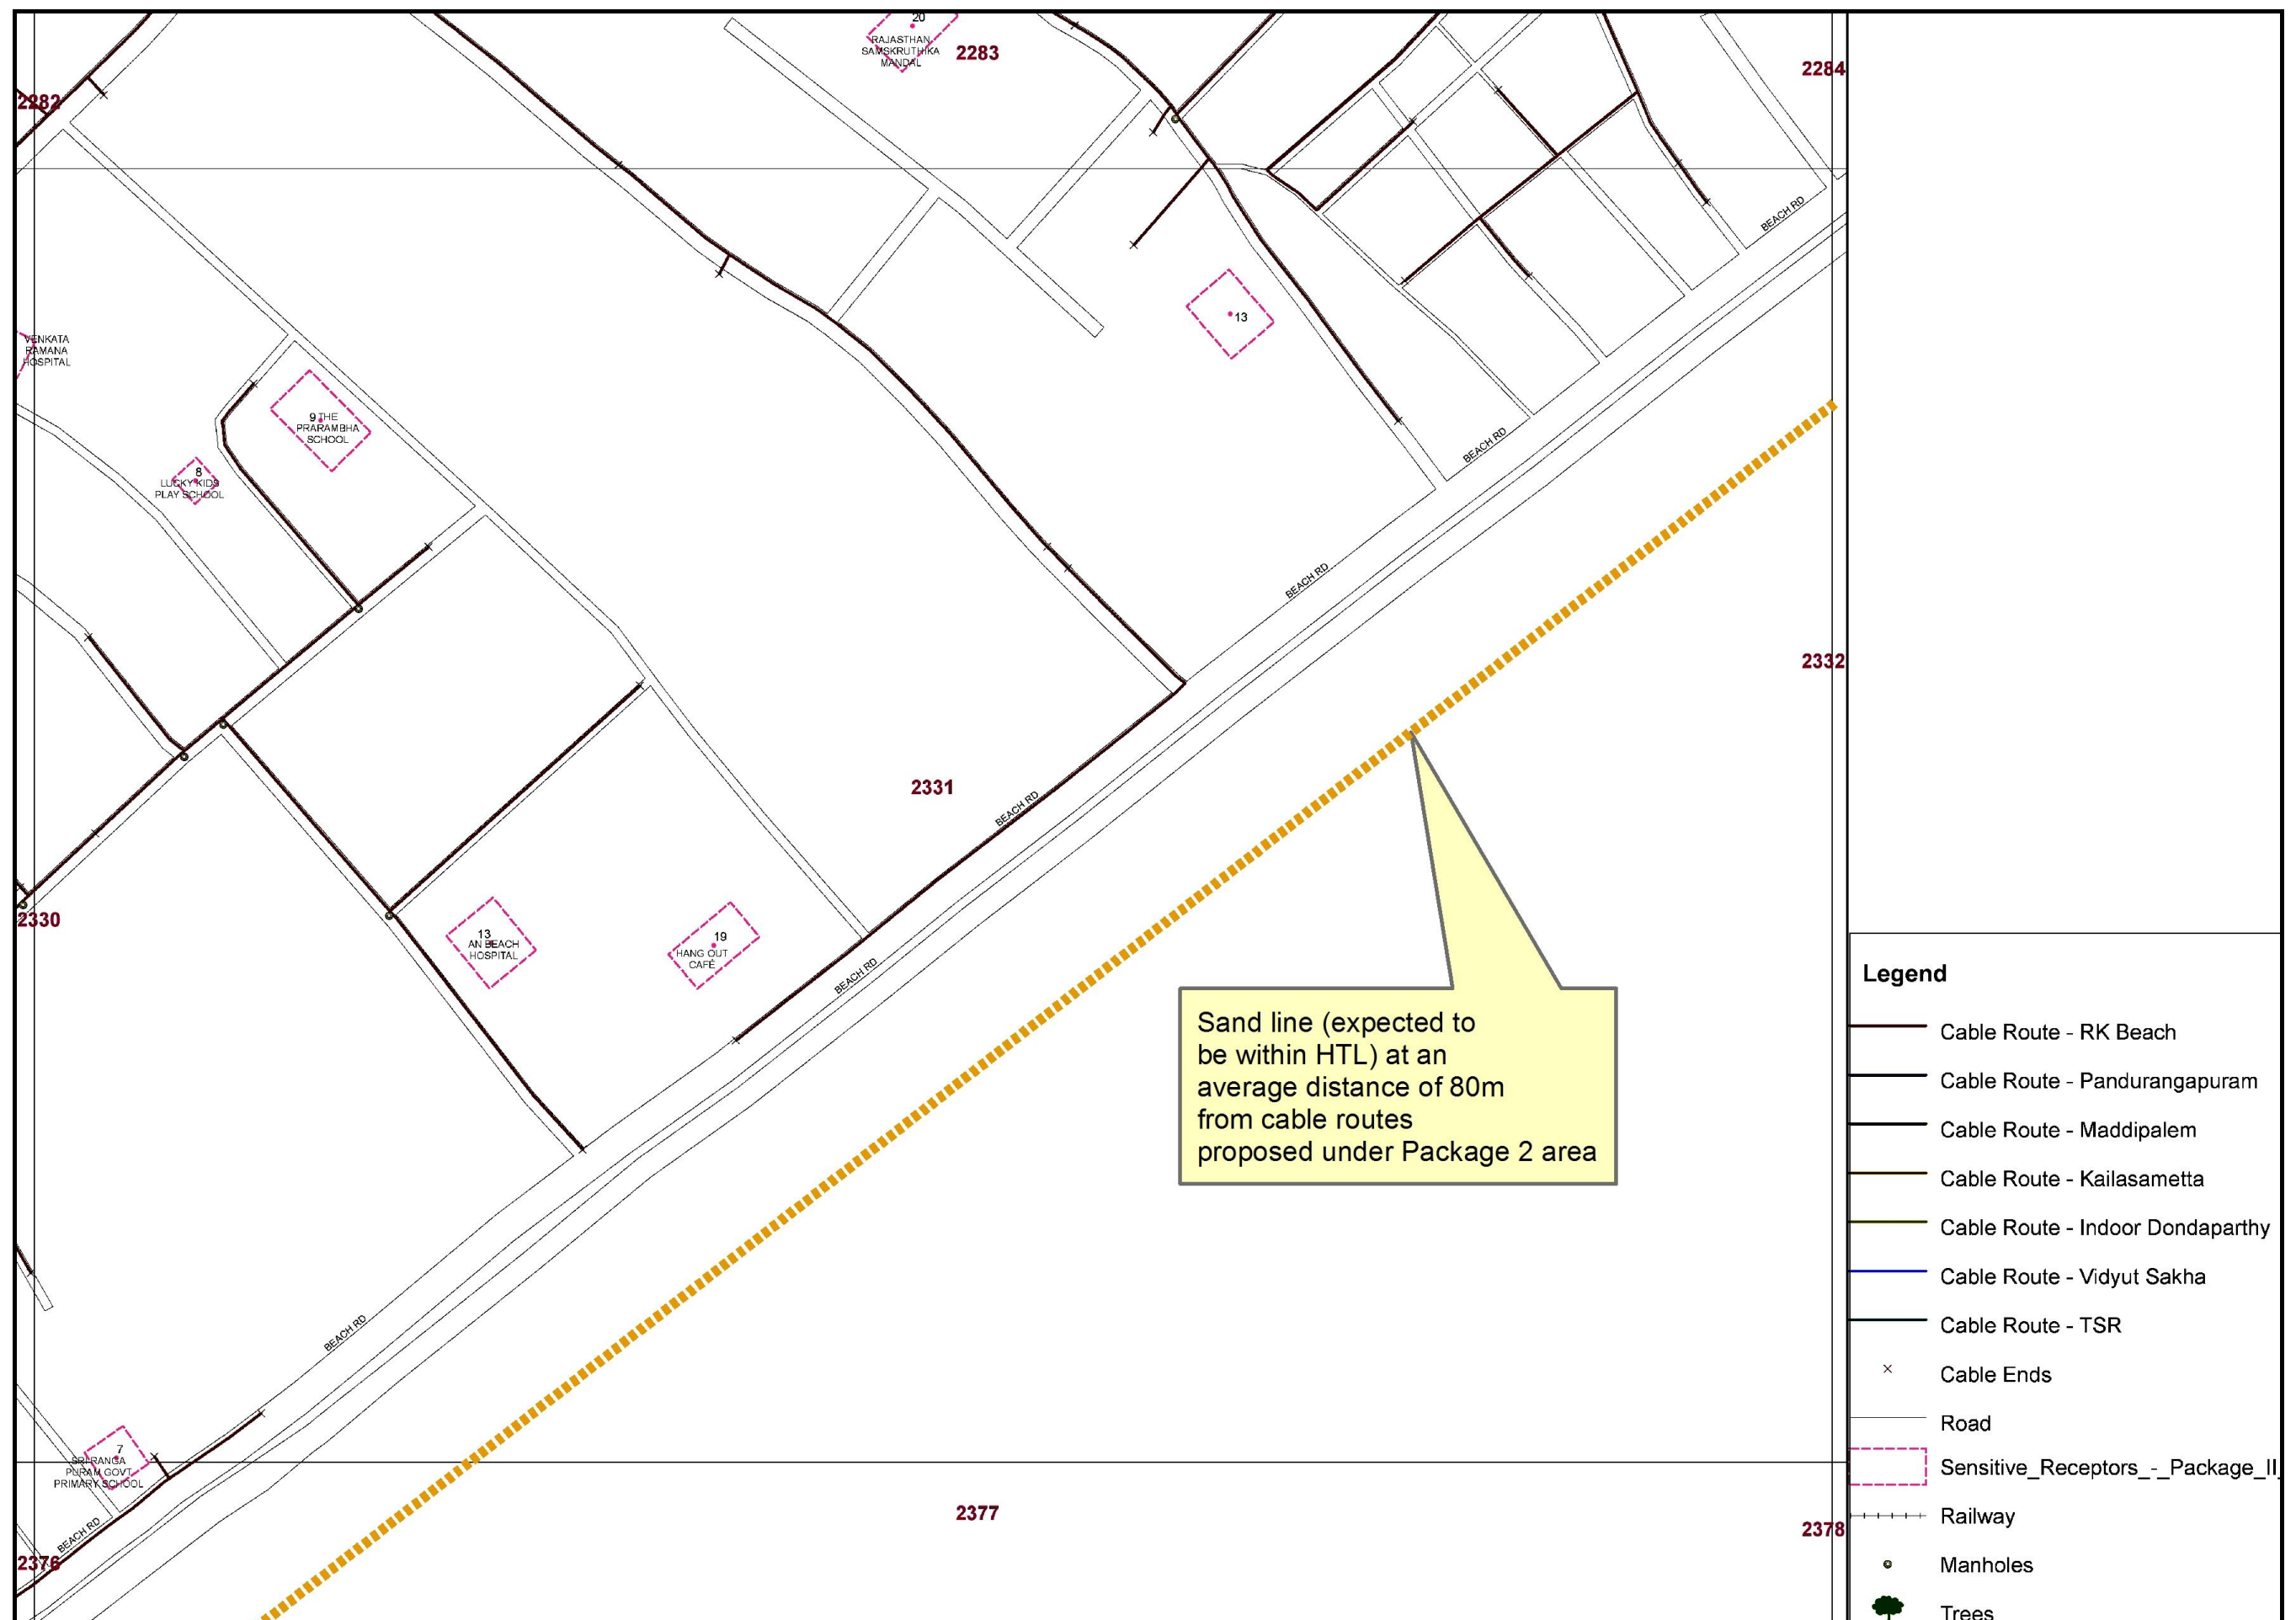 20
RAJASTHAN
SAMSKRUTHIKA
MANDAL
2283
2284
2282
BEACH RD
13
VENKATA
RAMANA
HOSPITAL
9 THE
PRARAMBHA
SCHOOL
8
LUCKY KIDS
PLAY SCHOOL
BEACH RD
BEACH RD
2332
2331
BEACH RD
2330
13
AN BEACH
HOSPITAL
19
HANG OUT
CAFÉ
BEACH RD
Sand line (expected to
be within HTL) at an
average distance of 80m
from cable routes
proposed under Package 2 area
BEACH RD
7
SRI RANGA
PURAM GOVT
PRIMARY SCHOOL
BEACH RD
2376
2377
2378
Legend
Cable Route - RK Beach
Cable Route - Pandurangapuram
Cable Route - Maddipalem
Cable Route - Kailasametta
Cable Route - Indoor Dondaparthy
Cable Route - Vidyut Sakha
Cable Route - TSR
Cable Ends
Road
Sensitive_Receptors_-_Package_II
Railway
Manholes
Trees